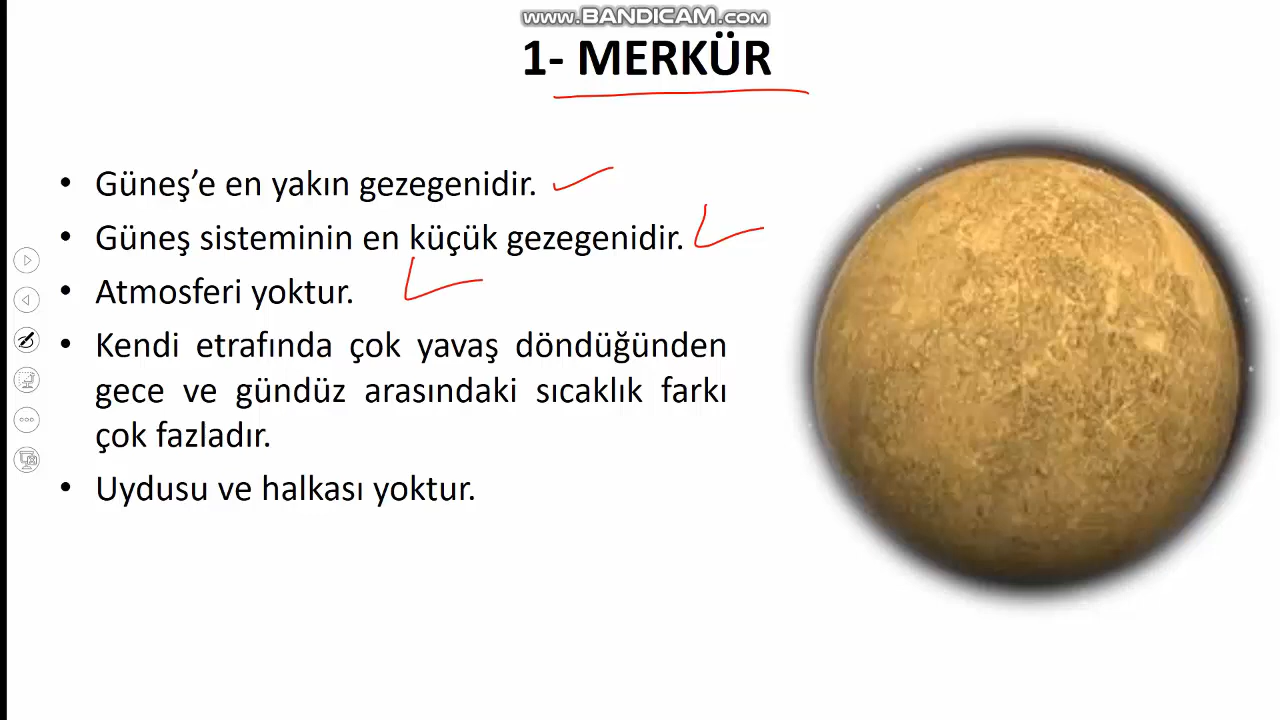 www.BANDICAM.com
1- MERKÜR
• Güneş’e en yakın gezegenidir.
• Güneş sisteminin en küçük gezegenidir.
• Atmosferi yoktur.
• Kendi etrafında çok yavaş döndüğünden
gece ve gündüz arasındaki sıcaklık farkı
çok fazladır.
• Uydusu ve halkası yoktur.